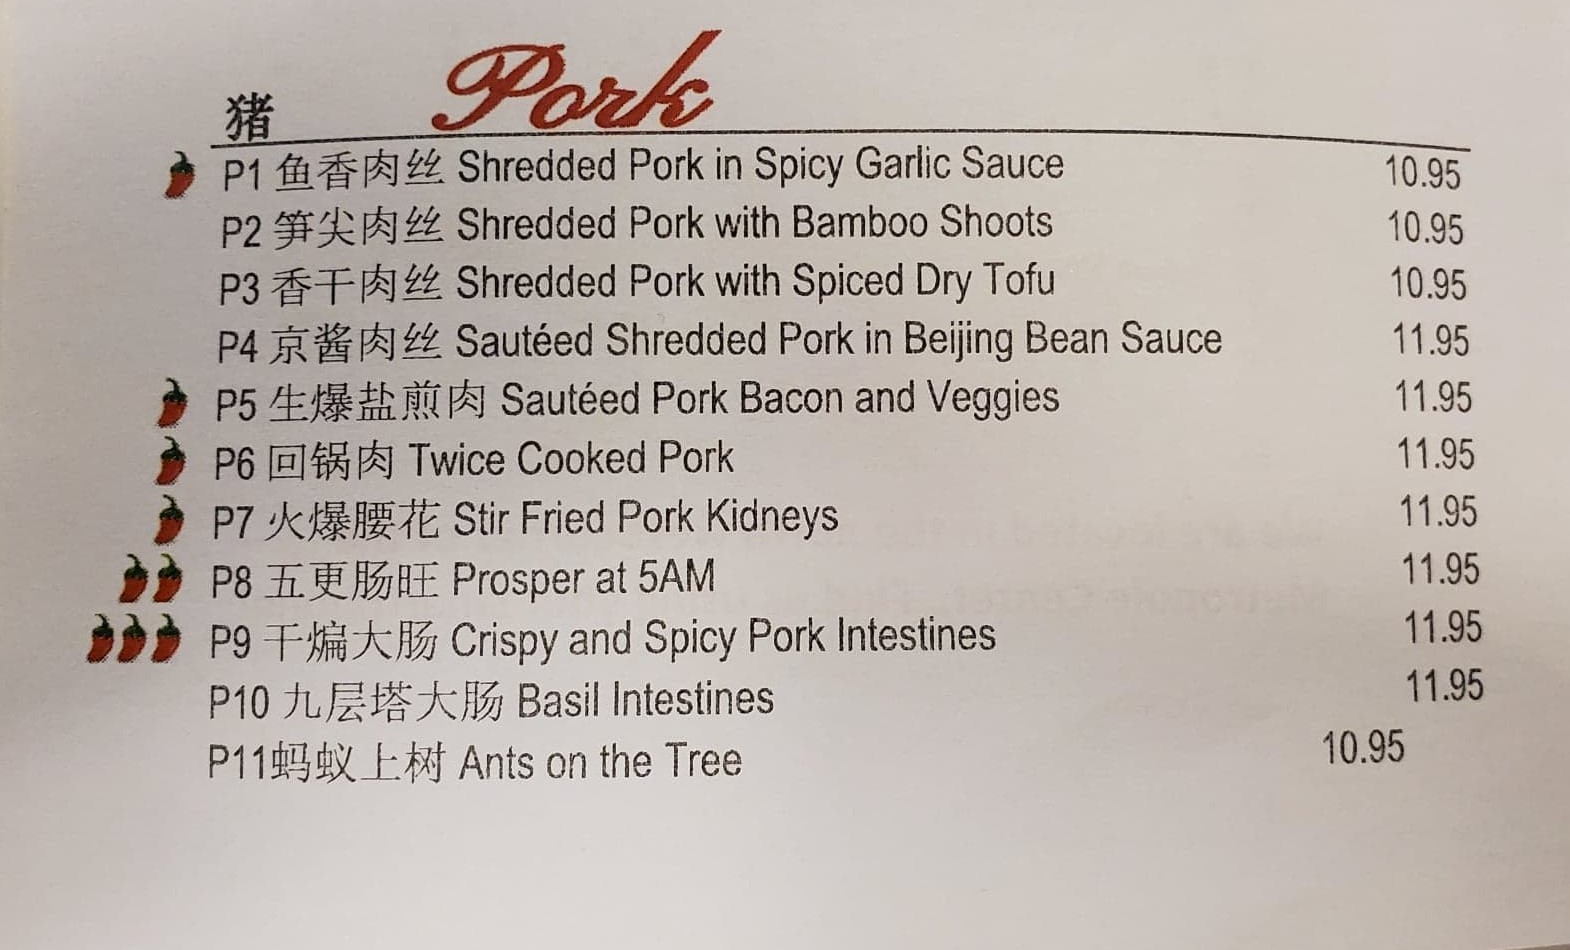 猪 Pork
P1 鱼香肉丝 Shredded Pork in Spicy Garlic Sauce 10.95
P2 笋尖肉丝 Shredded Pork with Bamboo Shoots 10.95
P3 香干肉丝 Shredded Pork with Spiced Dry Tofu 10.95
P4 京酱肉丝 Sautéed Shredded Pork in Beijing Bean Sauce 11.95
P5 生爆盐煎肉 Sautéed Pork Bacon and Veggies 11.95
P6 回锅肉 Twice Cooked Pork 11.95
P7 火爆腰花 Stir Fried Pork Kidneys 11.95
P8 五更肠旺 Prosper at 5AM 11.95
P9 干煸大肠 Crispy and Spicy Pork Intestines 11.95
P10 九层塔大肠 Basil Intestines 11.95
P11蚂蚁上树 Ants on the Tree 10.95